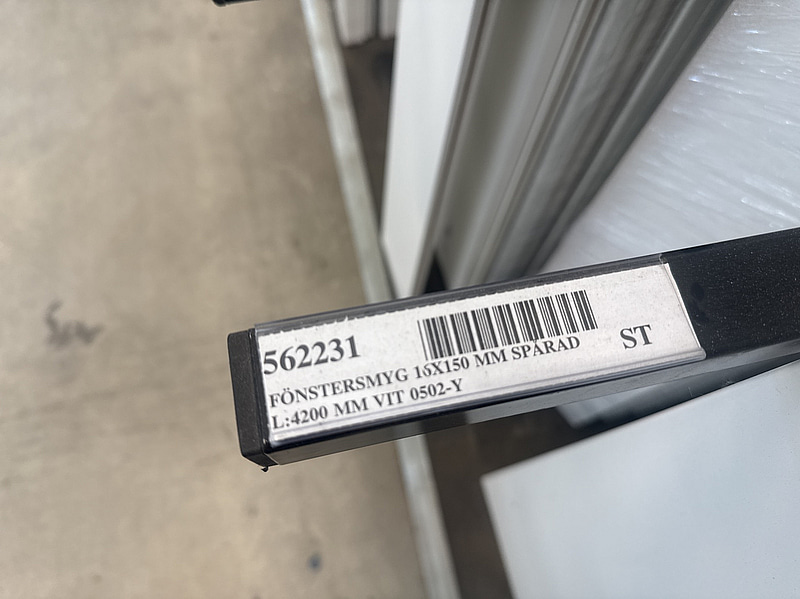 562231
ST
FÖNSTERSMYG 16X150 MM SPÅRAD
L:4200 MM VIT 0502-Y